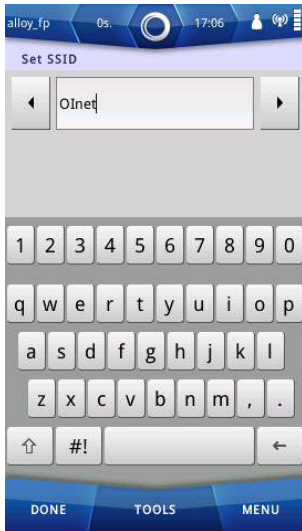 alloy_fp 0s. 17:06
Set SSID
OInet
1 2 3 4 5 6 7 8 9 0
q w e r t y u i o p
a s d f g h j k l
z x c v b n m , .
#!
DONE TOOLS MENU